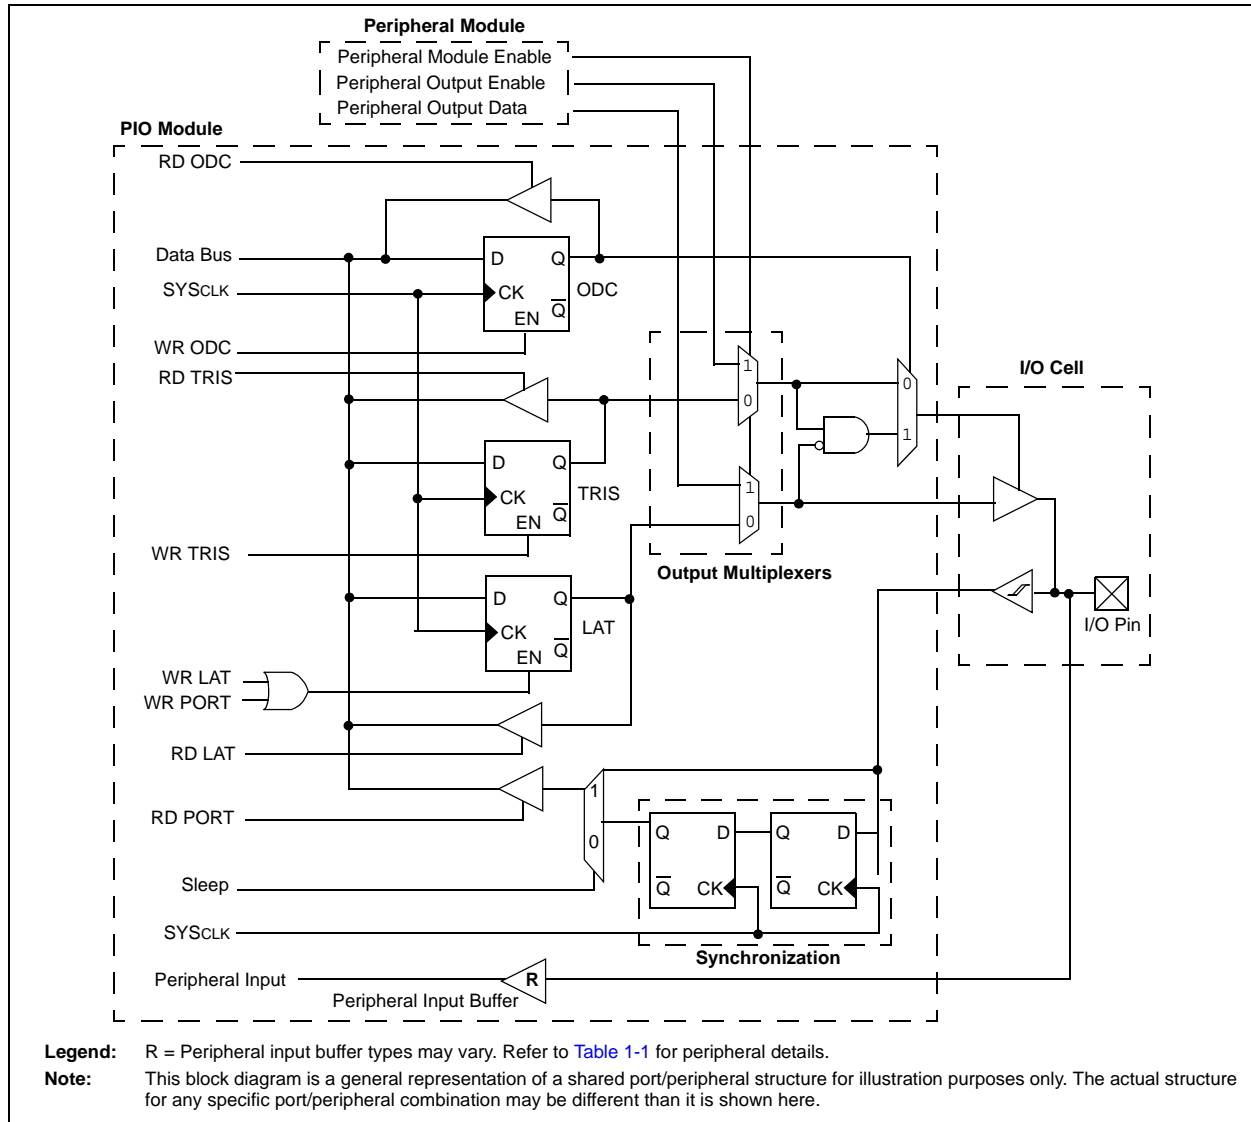 Peripheral Module
Peripheral Module Enable
Peripheral Output Enable
Peripheral Output Data
PIO Module
RD ODC
Data Bus
D
Q
SYSCLK
CK
ODC
Q
EN
WR ODC
RD TRIS
1
0
I/O Cell
0
1
D
Q
CK
TRIS
EN
Q
1
0
WR TRIS
Output Multiplexers
D
Q
CK
LAT
EN
Q
I/O Pin
WR LAT
WR PORT
RD LAT
RD PORT
1
0
Q
D
Q
D
Sleep
Q
CK
Q
CK
SYSCLK
Synchronization
Peripheral Input
R
Peripheral Input Buffer
Legend: R = Peripheral input buffer types may vary. Refer to Table 1-1 for peripheral details.
Note: This block diagram is a general representation of a shared port/peripheral structure for illustration purposes only. The actual structure
for any specific port/peripheral combination may be different than it is shown here.